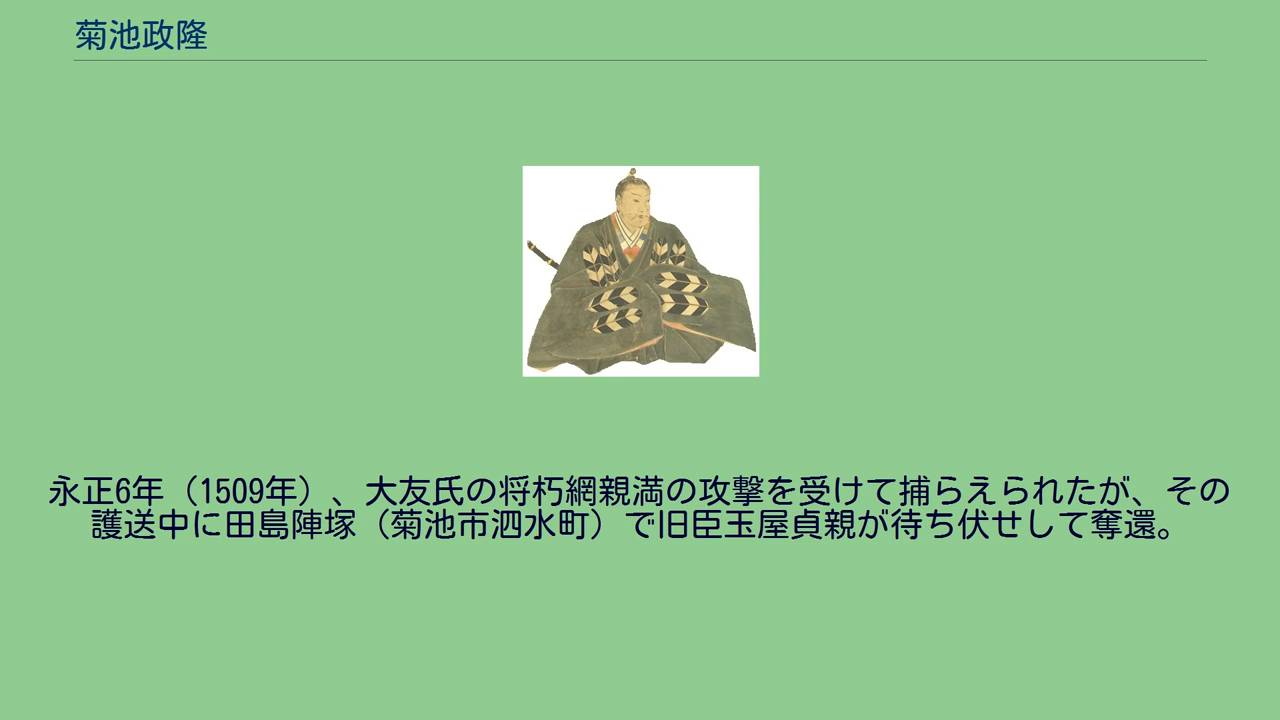 菊池政隆
永正6年（1509年）、大友氏の将朽網親満の攻撃を受けて捕らえられたが、その
護送中に田島陣塚（菊池市泗水町）で旧臣玉屋貞親が待ち伏せして奪還。